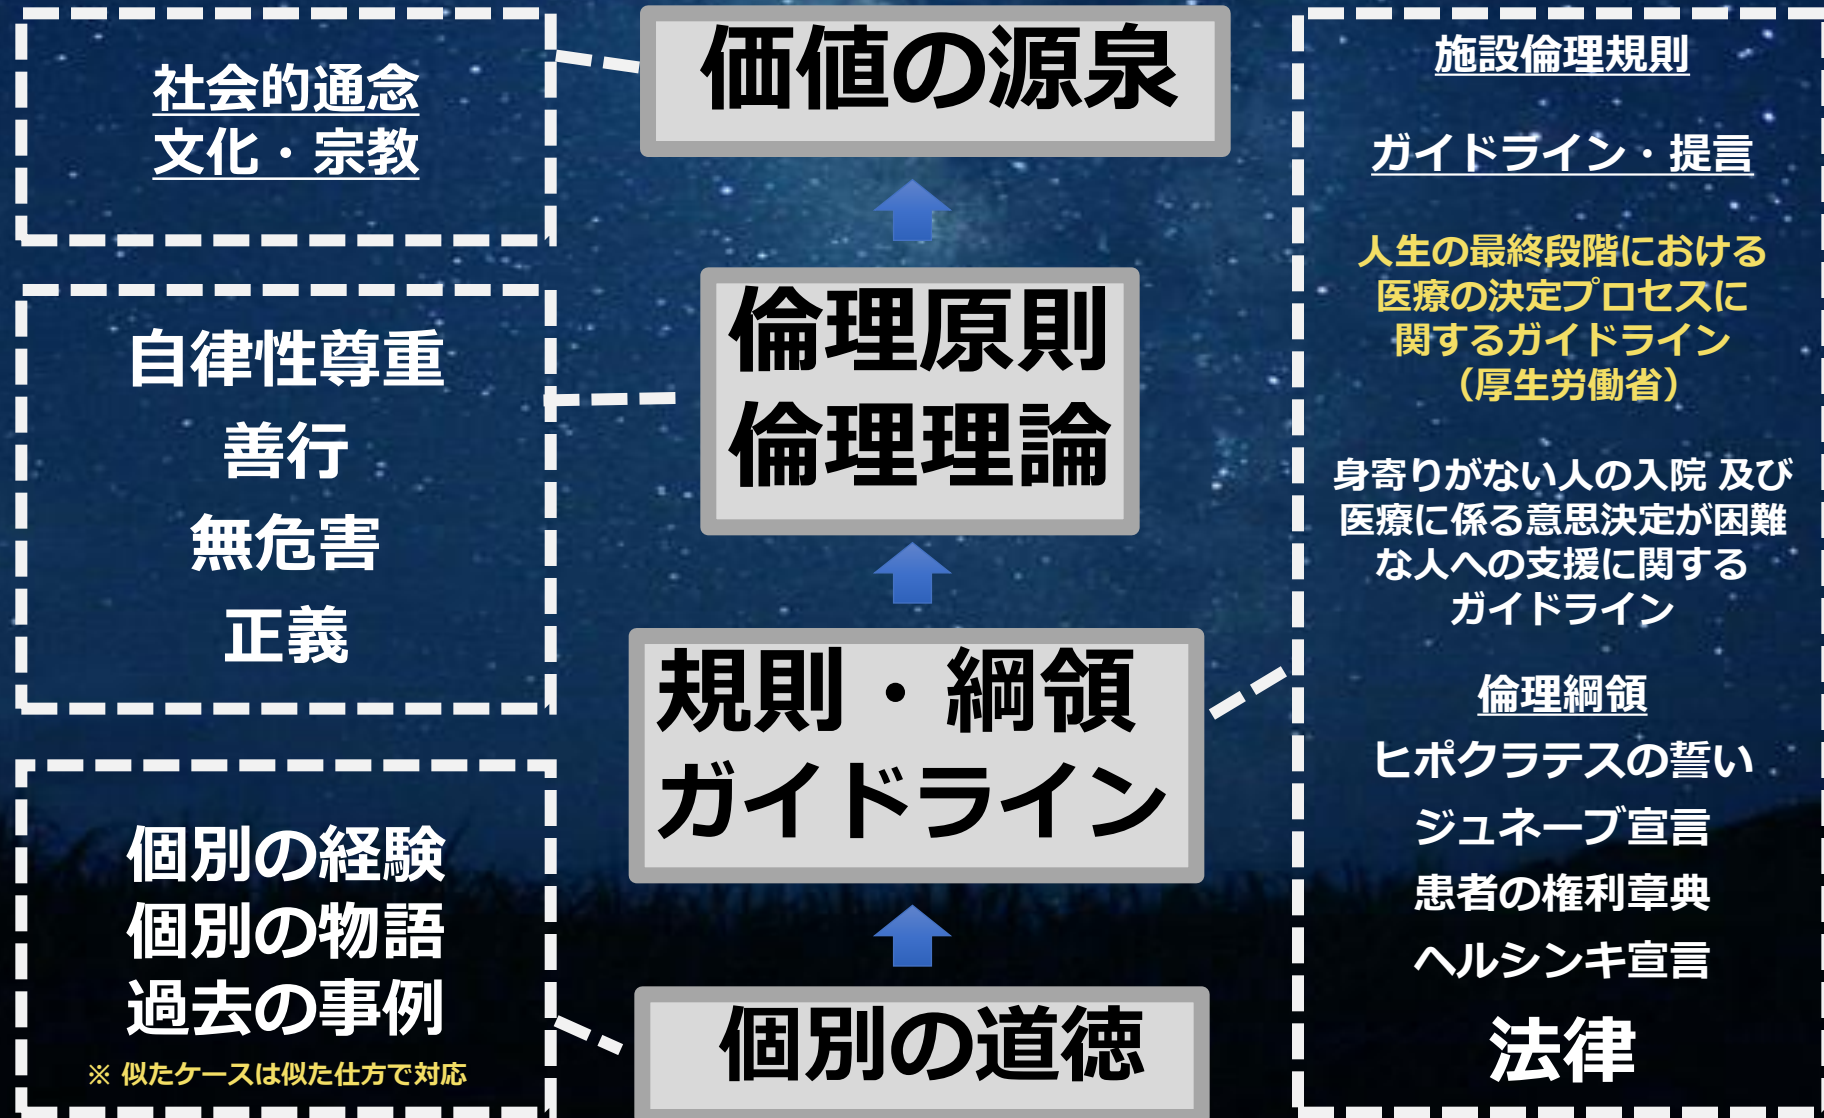 社会的通念
文化・宗教
自律性尊重
善行
無危害
正義
個別の経験
個別の物語
過去の事例
※ 似たケースは似た仕方で対応
価値の源泉
倫理原則
倫理理論
規則・綱領
ガイドライン
個別の道徳
施設倫理規則
ガイドライン・提言
人生の最終段階における
医療の決定プロセスに
関するガイドライン
（厚生労働省）
身寄りがない人の入院 及び
医療に係る意思決定が困難
な人への支援に関する
ガイドライン
倫理綱領
ヒポクラテスの誓い
ジュネーブ宣言
患者の権利章典
ヘルシンキ宣言
法律